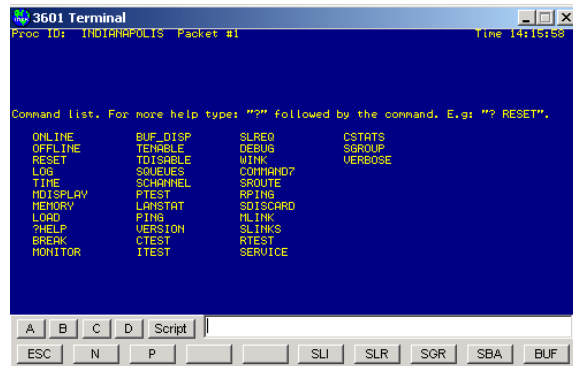 3601 Terminal
Proc ID: INDIANAPOLIS Packet #1 Time 14:15:58
Command list. For more help type: "?" followed by the command. E.g: "? RESET".
ONLINE BUF_DISP SLREQ CSTATS
OFFLINE TENABLE DEBUG SGROUP
RESET TDISABLE WINK VERBOSE
LOG SQUEUES COMMAND7
TIME SCHANNEL SROUTE
MDISPLAY PTEST RPING
MEMORY LANSTAT SDISCARD
LOAD PING MLINK
?HELP VERSION SLINKS
BREAK CTEST RTEST
MONITOR ITEST SERVICE
A B C D Script
ESC N P SLI SLR SGR SBA BUF